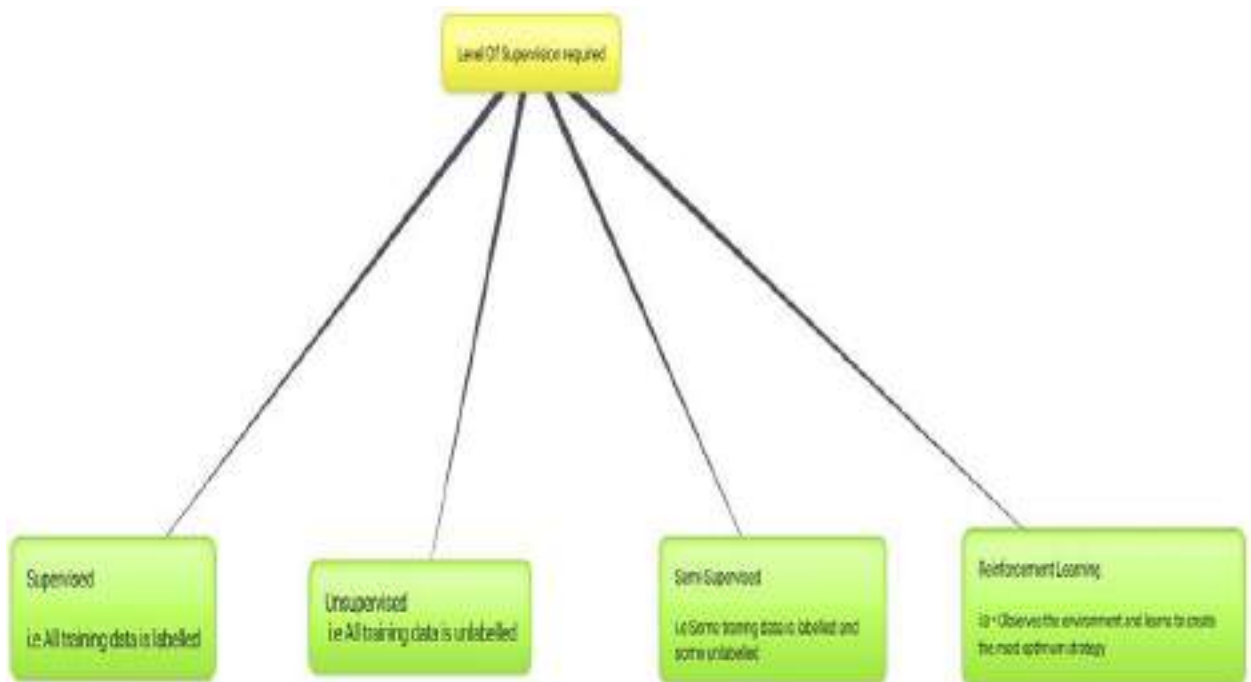 Level Of Supervision required
Supervised
i.e All training data is labelled
Unsupervised
i.e All training data is unlabelled
Semi-Supervised
i.e Some training data is labelled and
some unlabelled
Reinforcement Learning
Observes the environment and learns to create
the most optimum strategy